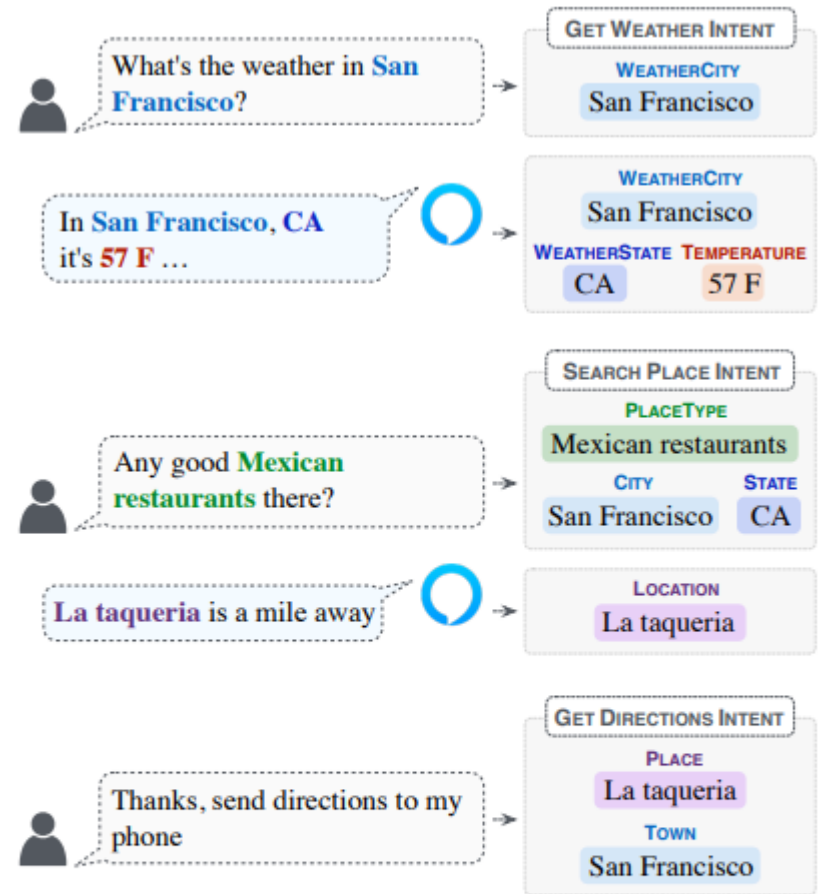 GET WEATHER INTENT
What's the weather in San
Francisco?
WEATHERCITY
San Francisco
In San Francisco, CA
it's 57 F …
WEATHERCITY
San Francisco
WEATHERSTATE TEMPERATURE
CA 57 F
SEARCH PLACE INTENT
Any good Mexican
restaurants there?
PLACETYPE
Mexican restaurants
CITY STATE
San Francisco CA
La taqueria is a mile away
LOCATION
La taqueria
GET DIRECTIONS INTENT
Thanks, send directions to my
phone
PLACE
La taqueria
TOWN
San Francisco